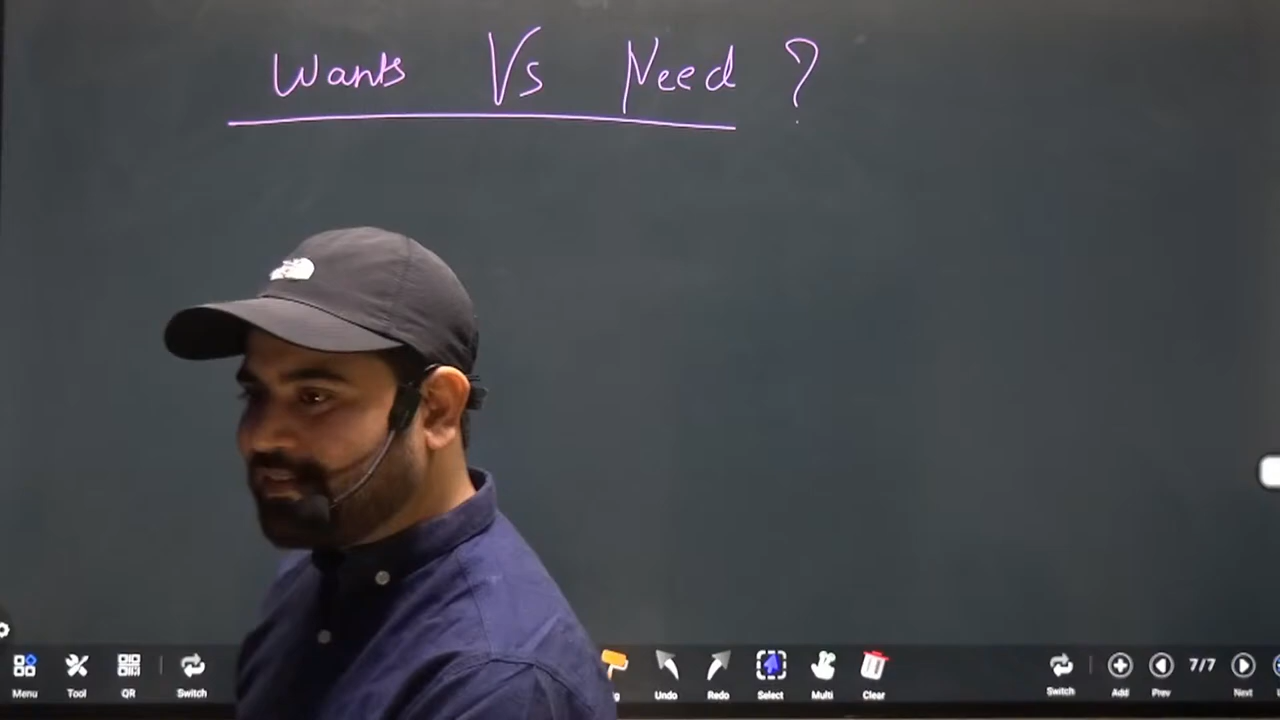 Wants Vs Need ?
Menu Tool QR Switch Undo Redo Select Multi Clear Switch Add Prev 7/7 Next